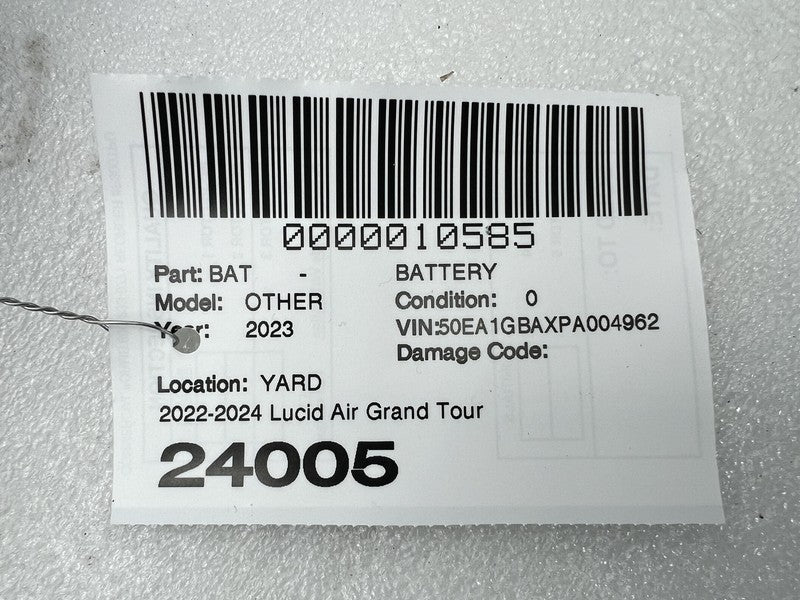 0000010585
Part: BAT - BATTERY
Model: OTHER Condition: 0
Year: 2023 VIN:50EA1GBAXPA004962
Damage Code:
Location: YARD
2022-2024 Lucid Air Grand Tour
24005